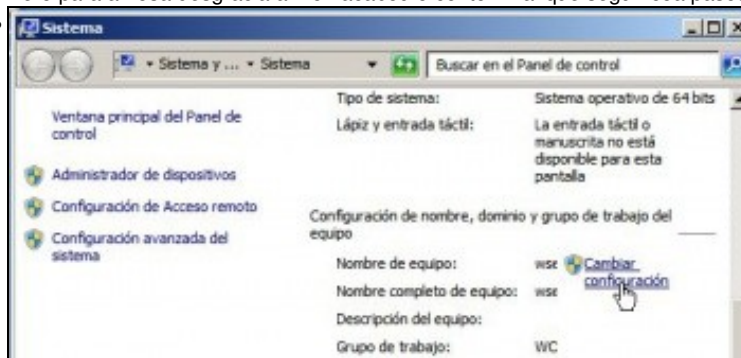 Sistema
Sistema y ... Sistema
Buscar en el Panel de control
Ventana principal del Panel de
control
Administrador de dispositivos
Configuración de Acceso remoto
Configuración avanzada del
sistema
Tipo de sistema: Sistema operativo de 64 bits
Lápiz y entrada táctil: La entrada táctil o
manuscrita no está
disponible para esta
pantalla
Configuración de nombre, dominio y grupo de trabajo del
equipo
Nombre de equipo: wse Cambiar
configuración
Nombre completo de equipo: wse
Descripción del equipo:
Grupo de trabajo: WC